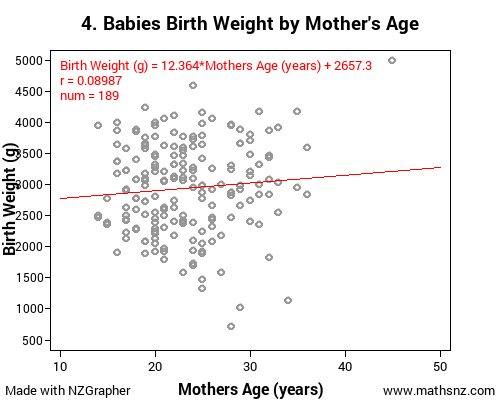 4. Babies Birth Weight by Mother's Age
Birth Weight (g) = 12.364*Mothers Age (years) + 2657.3
r = 0.08987
num = 189
Birth Weight (g)
5000
4500
4000
3500
3000
2500
2000
1500
1000
500
10 20 30 40 50
Made with NZGrapher Mothers Age (years) www.mathsnz.com